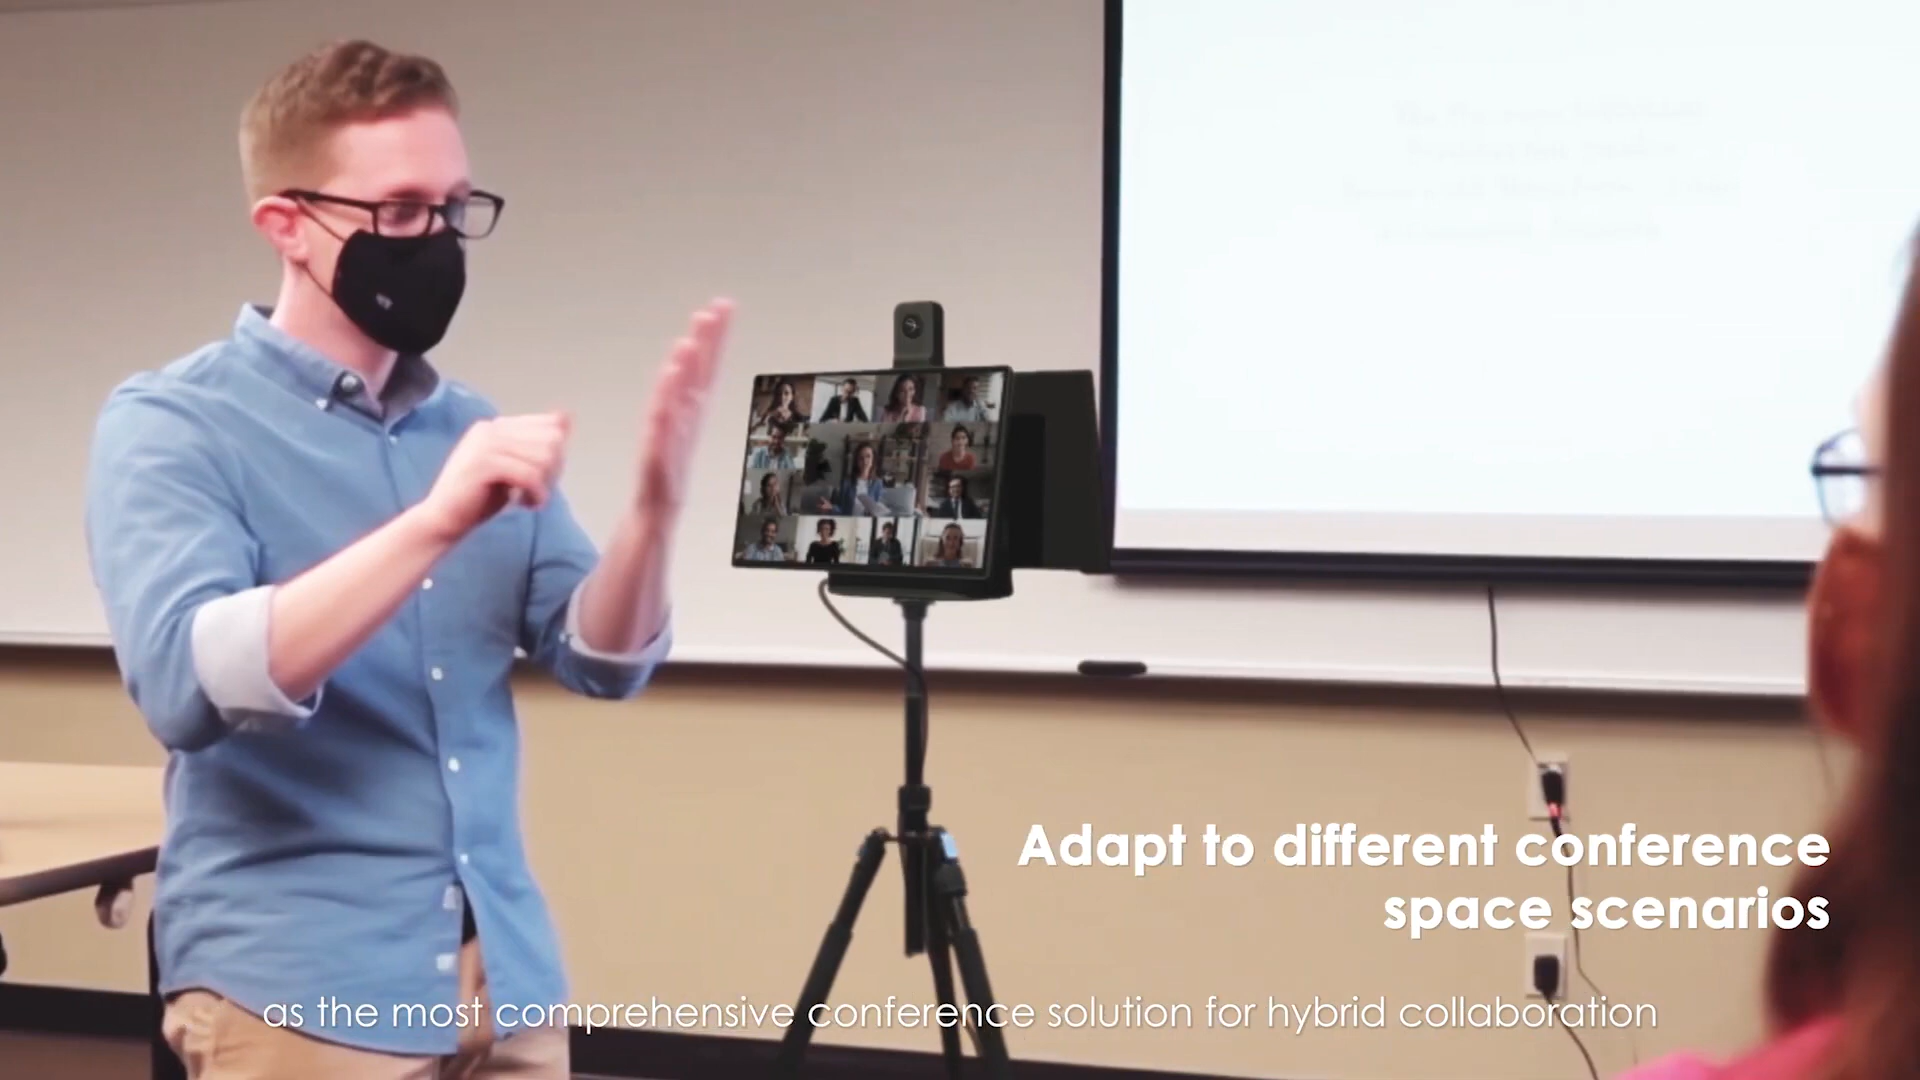 Adapt to different conference
space scenarios
as the most comprehensive conference solution for hybrid collaboration